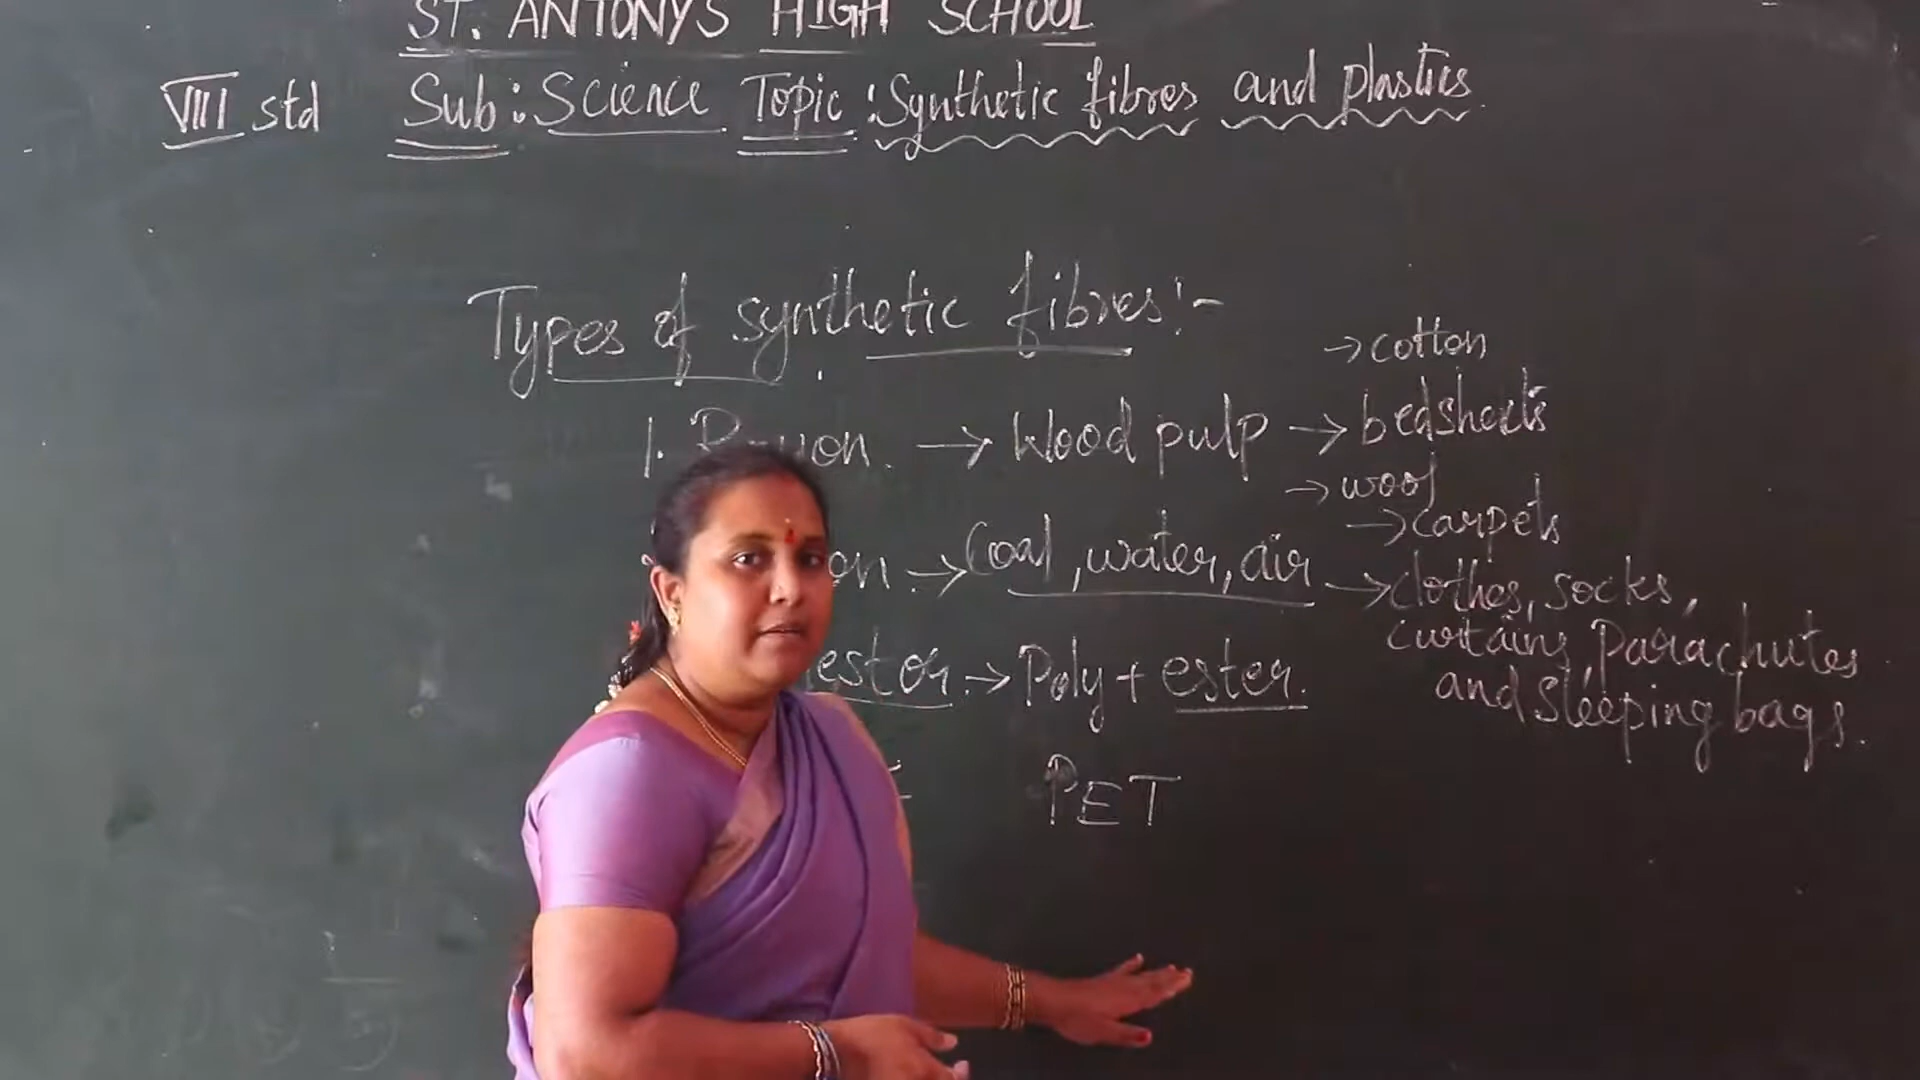 ST. ANTONYS HIGH SCHOOL
VIII std Sub: Science Topic: Synthetic fibres and plastics
Types of synthetic fibres:-
→ cotton
1. → Wood pulp → bedsheets
→ wool
→ carpets
→ Coal, water, air → clothes, socks,
curtains, parachutes
and sleeping bags.
→ Poly + ester.
PET